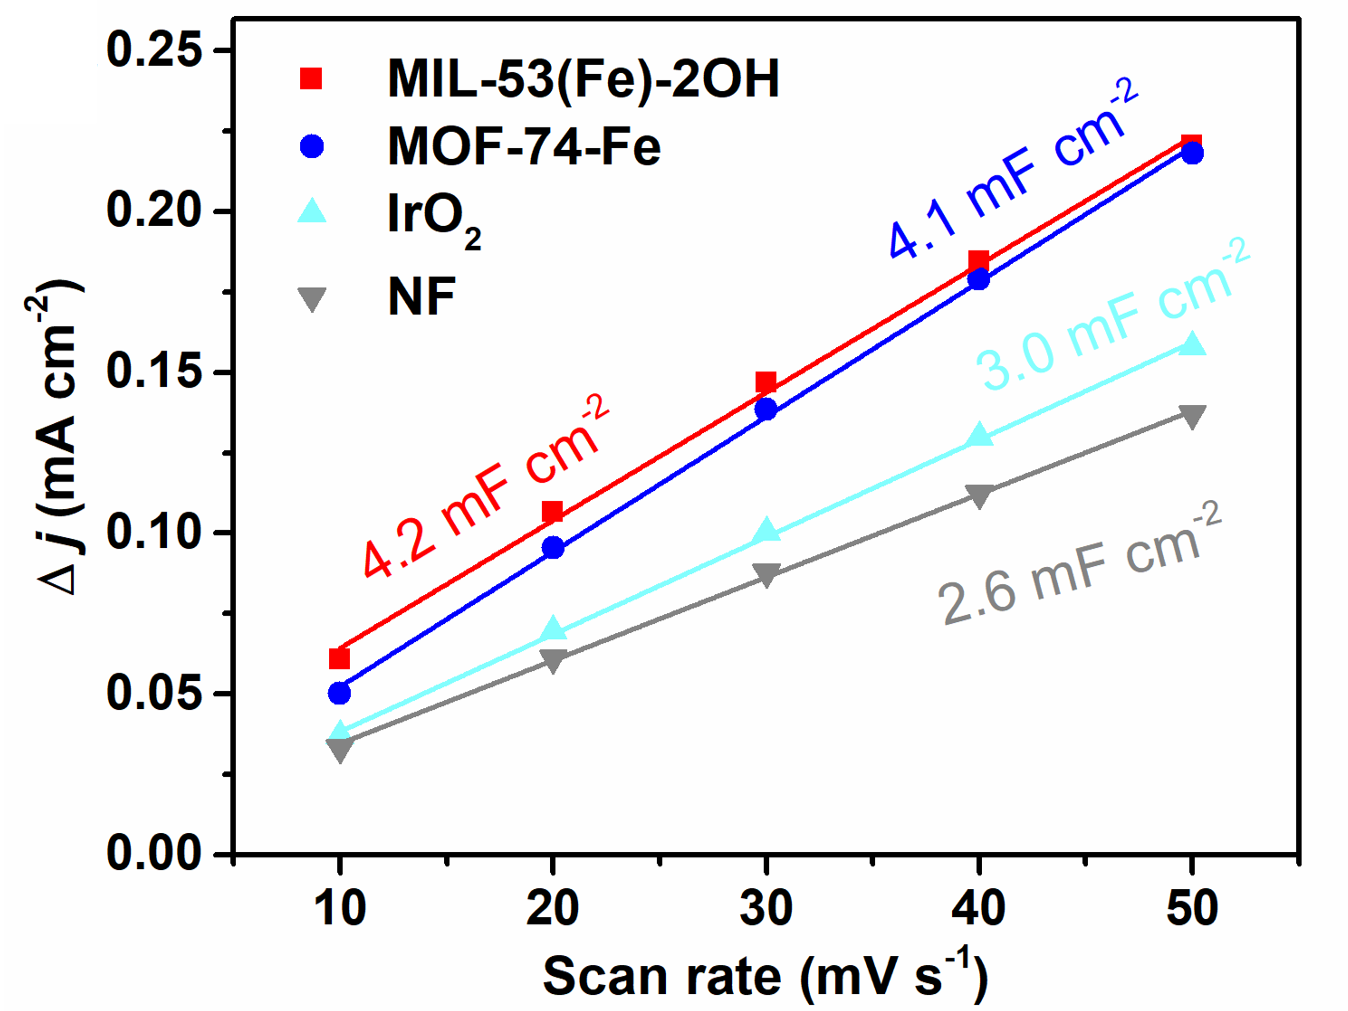 0.25
0.20
0.15
0.10
0.05
0.00
Δ j (mA cm⁻²)
MIL-53(Fe)-2OH
MOF-74-Fe
IrO₂
NF
4.2 mF cm⁻²
4.1 mF cm⁻²
3.0 mF cm⁻²
2.6 mF cm⁻²
10 20 30 40 50
Scan rate (mV s⁻¹)